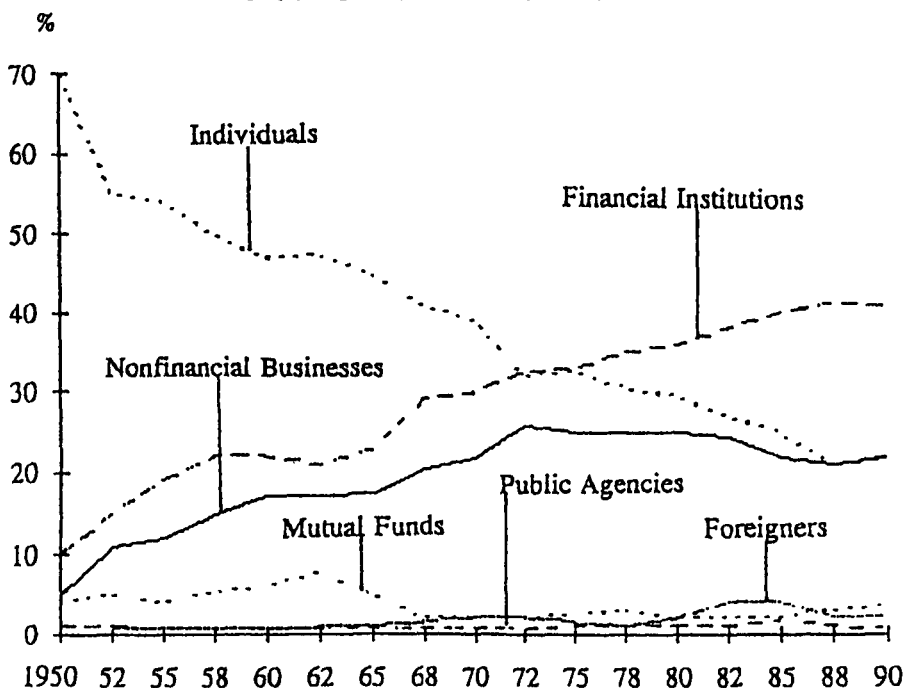 %
70
Individuals
60
Financial Institutions
50
40
Nonfinancial Businesses
30
20
Public Agencies
Mutual Funds
Foreigners
10
0
1950 52 55 58 60 62 65 68 70 72 75 78 80 82 85 88 90